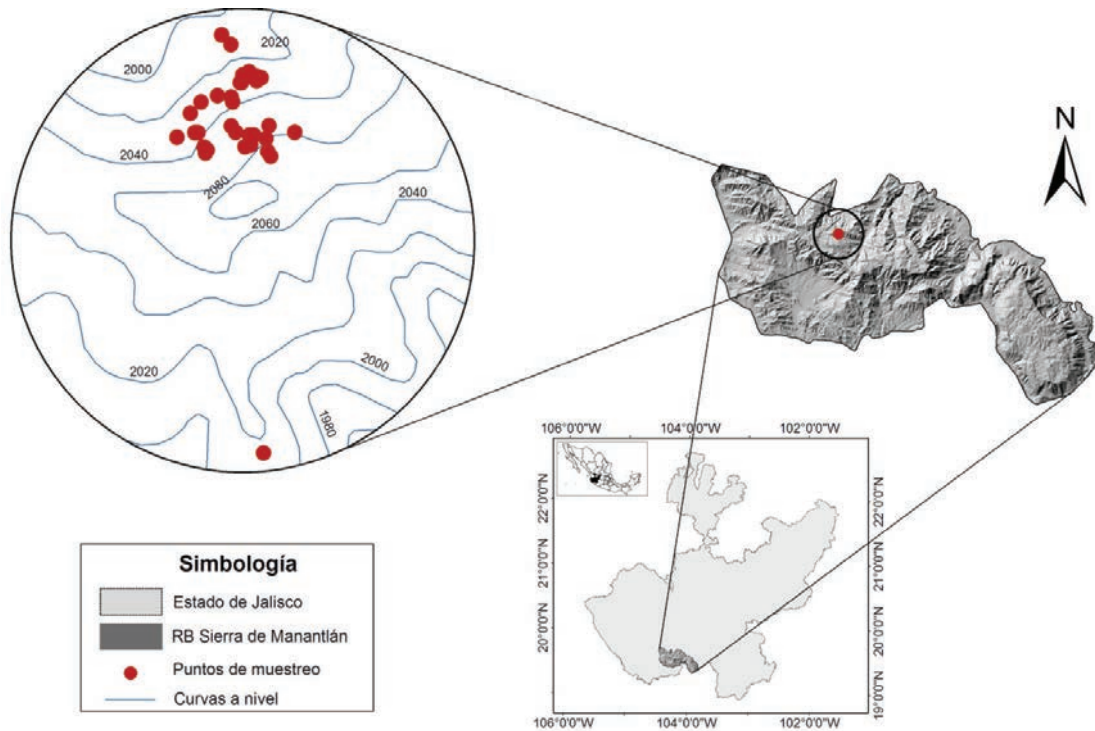 2020
2000
2040
2080
2040
2060
2020
2000
1980
N
Simbología
Estado de Jalisco
RB Sierra de Manantlán
Puntos de muestreo
Curvas a nivel
106°0'0"W 104°0'0"W 102°0'0"W
22°0'0"N
21°0'0"N
20°0'0"N
19°0'0"N
22°0'0"N
21°0'0"N
20°0'0"N
106°0'0"W 104°0'0"W 102°0'0"W